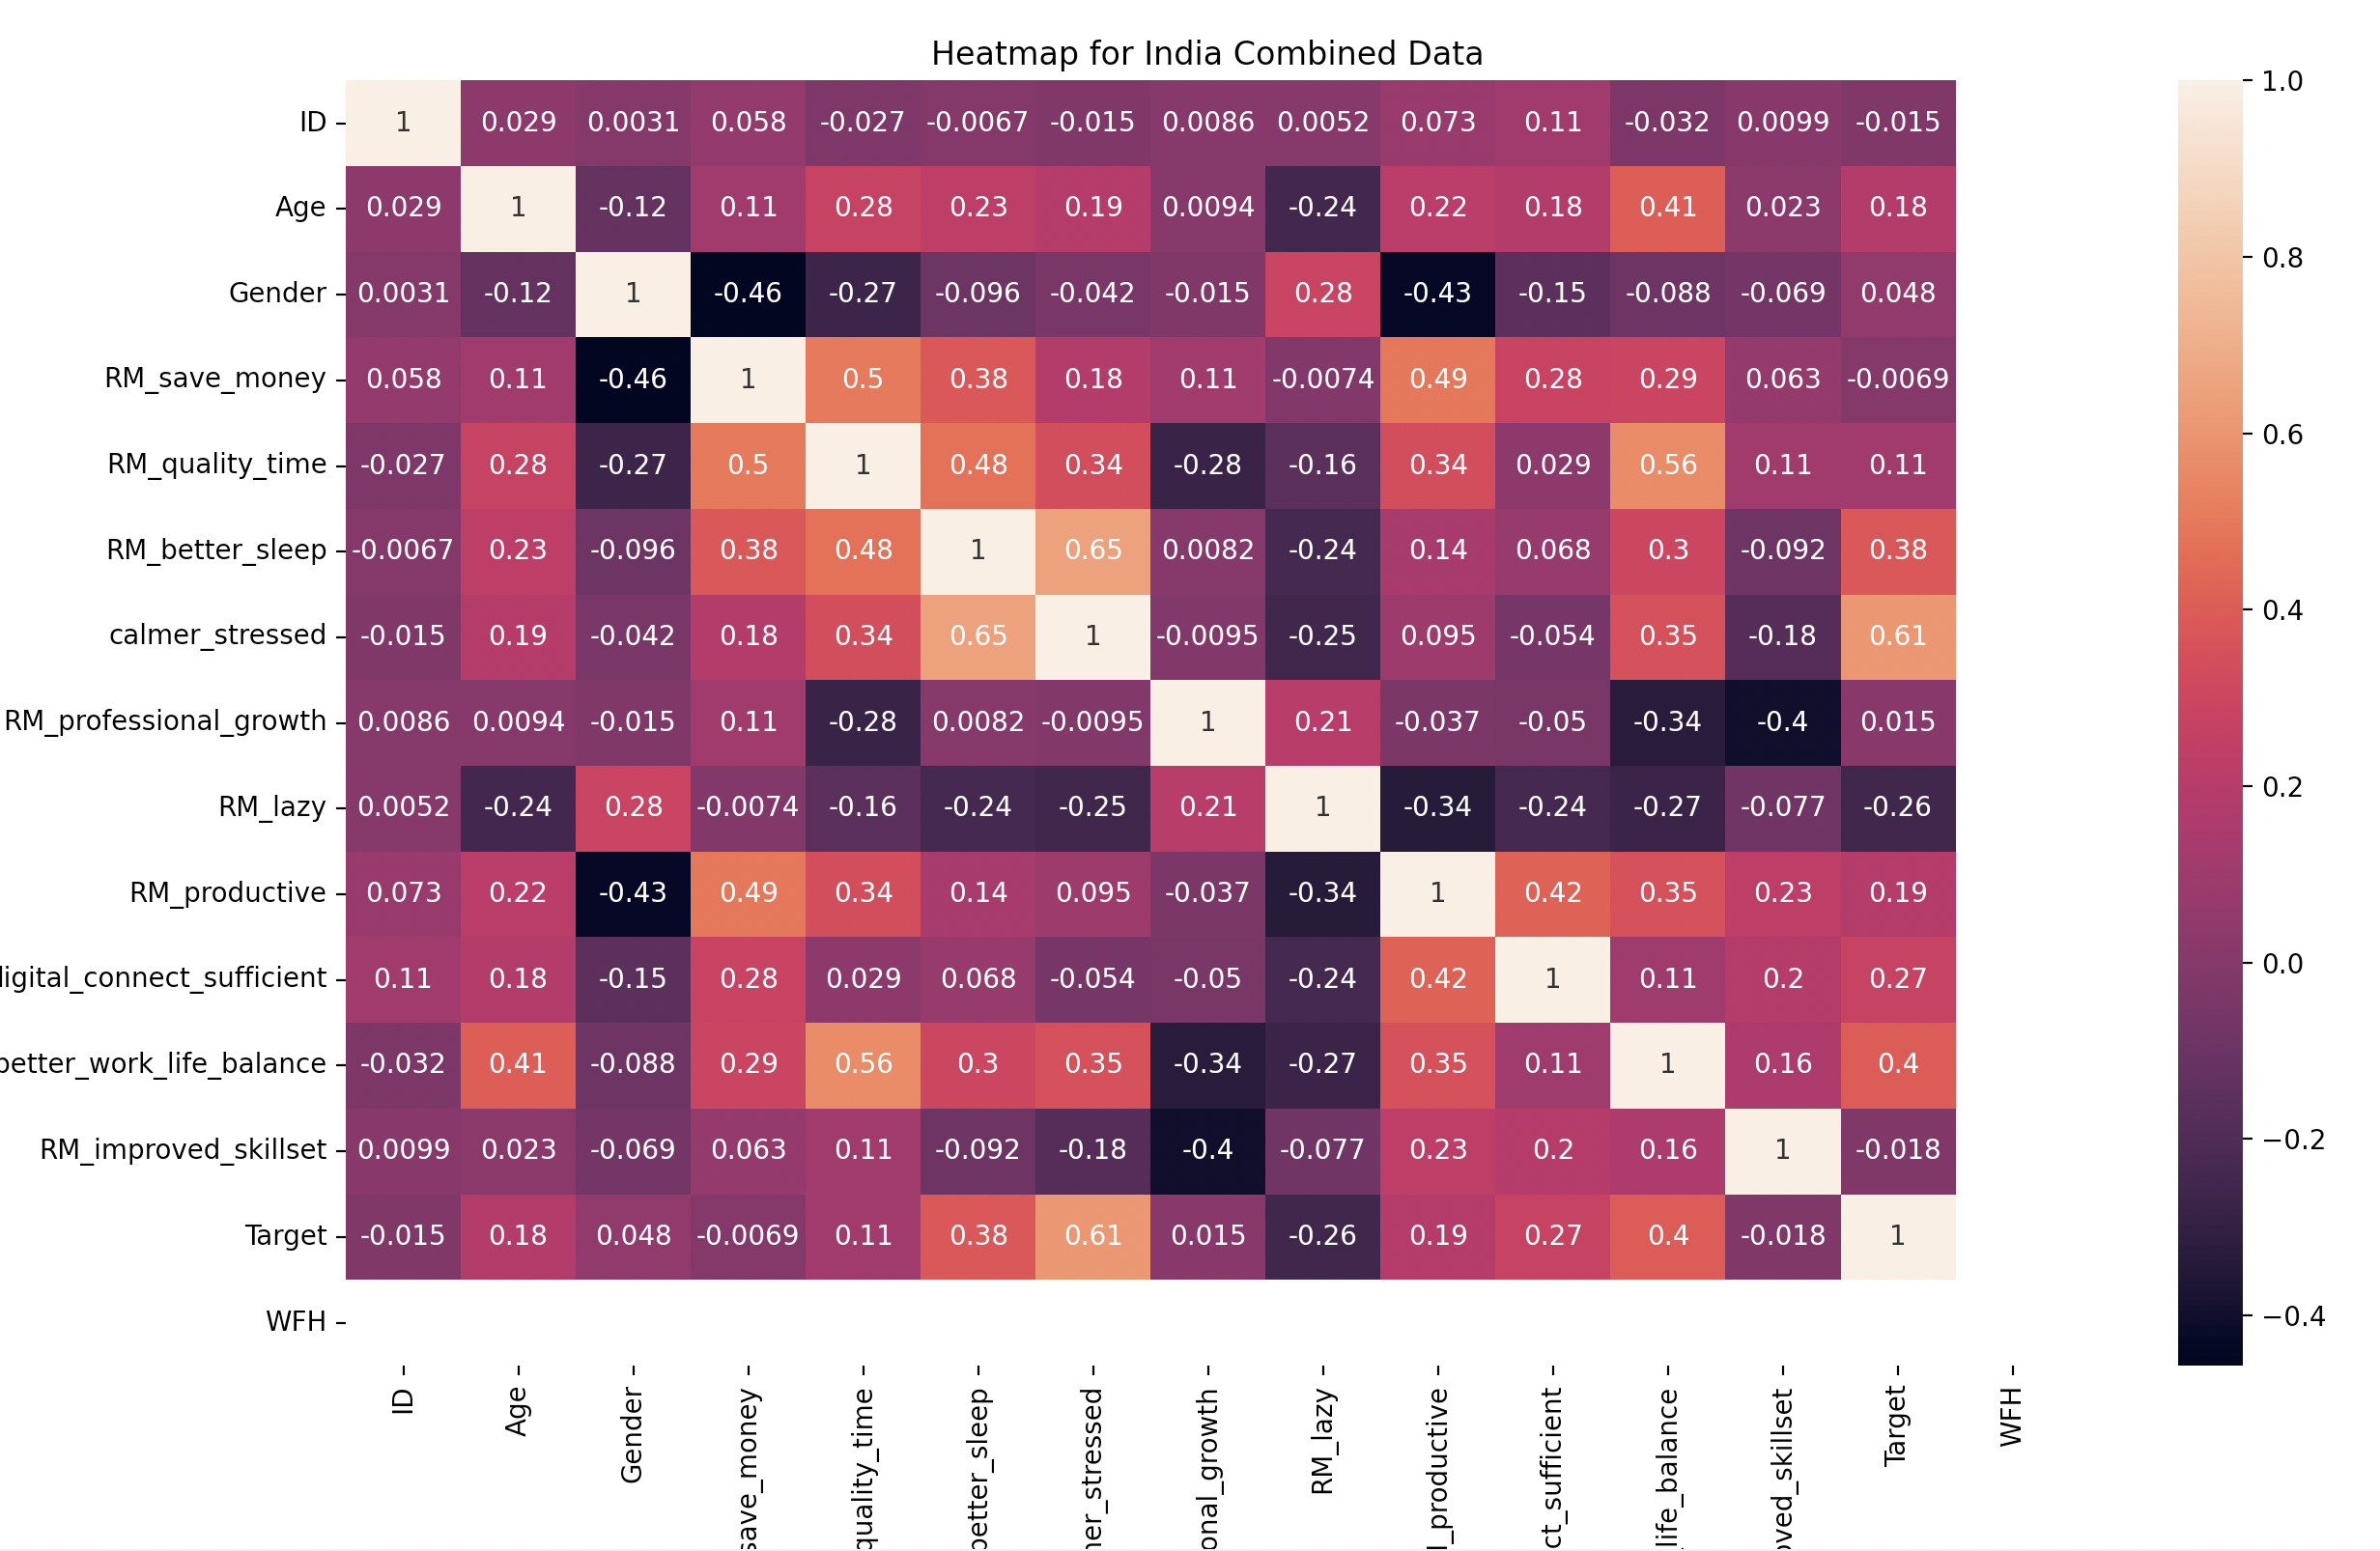 Heatmap for India Combined Data
ID 1 0.029 0.0031 0.058 -0.027 -0.0067 -0.015 0.0086 0.0052 0.073 0.11 -0.032 0.0099 -0.015
Age 0.029 1 -0.12 0.11 0.28 0.23 0.19 0.0094 -0.24 0.22 0.18 0.41 0.023 0.18
Gender 0.0031 -0.12 1 -0.46 -0.27 -0.096 -0.042 -0.015 0.28 -0.43 -0.15 -0.088 -0.069 0.048
RM_save_money 0.058 0.11 -0.46 1 0.5 0.38 0.18 0.11 -0.0074 0.49 0.28 0.29 0.063 -0.0069
RM_quality_time -0.027 0.28 -0.27 0.5 1 0.48 0.34 -0.28 -0.16 0.34 0.029 0.56 0.11 0.11
RM_better_sleep -0.0067 0.23 -0.096 0.38 0.48 1 0.65 0.0082 -0.24 0.14 0.068 0.3 -0.092 0.38
calmer_stressed -0.015 0.19 -0.042 0.18 0.34 0.65 1 -0.0095 -0.25 0.095 -0.054 0.35 -0.18 0.61
RM_professional_growth 0.0086 0.0094 -0.015 0.11 -0.28 0.0082 -0.0095 1 0.21 -0.037 -0.05 -0.34 -0.4 0.015
RM_lazy 0.0052 -0.24 0.28 -0.0074 -0.16 -0.24 -0.25 0.21 1 -0.34 -0.24 -0.27 -0.077 -0.26
RM_productive 0.073 0.22 -0.43 0.49 0.34 0.14 0.095 -0.037 -0.34 1 0.42 0.35 0.23 0.19
igital_connect_sufficient 0.11 0.18 -0.15 0.28 0.029 0.068 -0.054 -0.05 -0.24 0.42 1 0.11 0.2 0.27
better_work_life_balance -0.032 0.41 -0.088 0.29 0.56 0.3 0.35 -0.34 -0.27 0.35 0.11 1 0.16 0.4
RM_improved_skillset 0.0099 0.023 -0.069 0.063 0.11 -0.092 -0.18 -0.4 -0.077 0.23 0.2 0.16 1 -0.018
Target -0.015 0.18 0.048 -0.0069 0.11 0.38 0.61 0.015 -0.26 0.19 0.27 0.4 -0.018 1
WFH
ID
Age
Gender
save_money
quality_time
better_sleep
ner_stressed
onal_growth
RM_lazy
_productive
ct_sufficient
life_balance
oved_skillset
Target
WFH
1.0
0.8
0.6
0.4
0.2
0.0
−0.2
−0.4